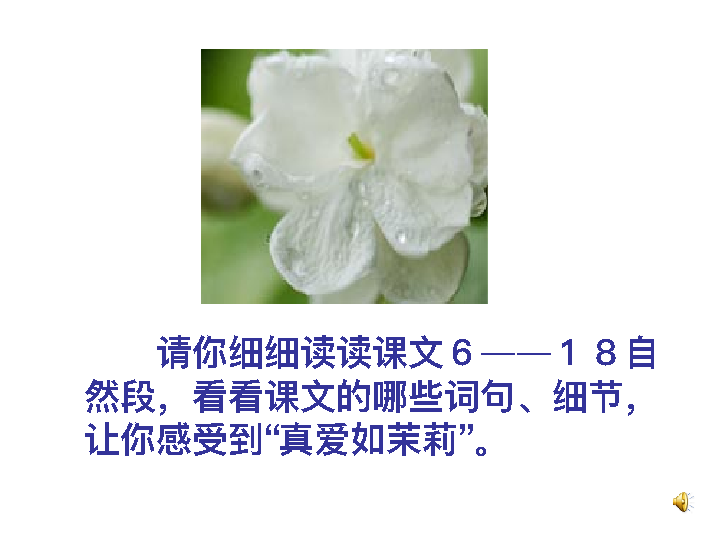 请你细细读读课文６——１８自
然段，看看课文的哪些词句、细节，
让你感受到“真爱如茉莉”。